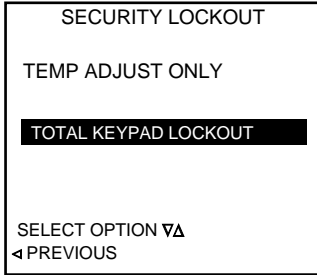 SECURITY LOCKOUT
TEMP ADJUST ONLY
TOTAL KEYPAD LOCKOUT
SELECT OPTION ∇∆
⊲ PREVIOUS